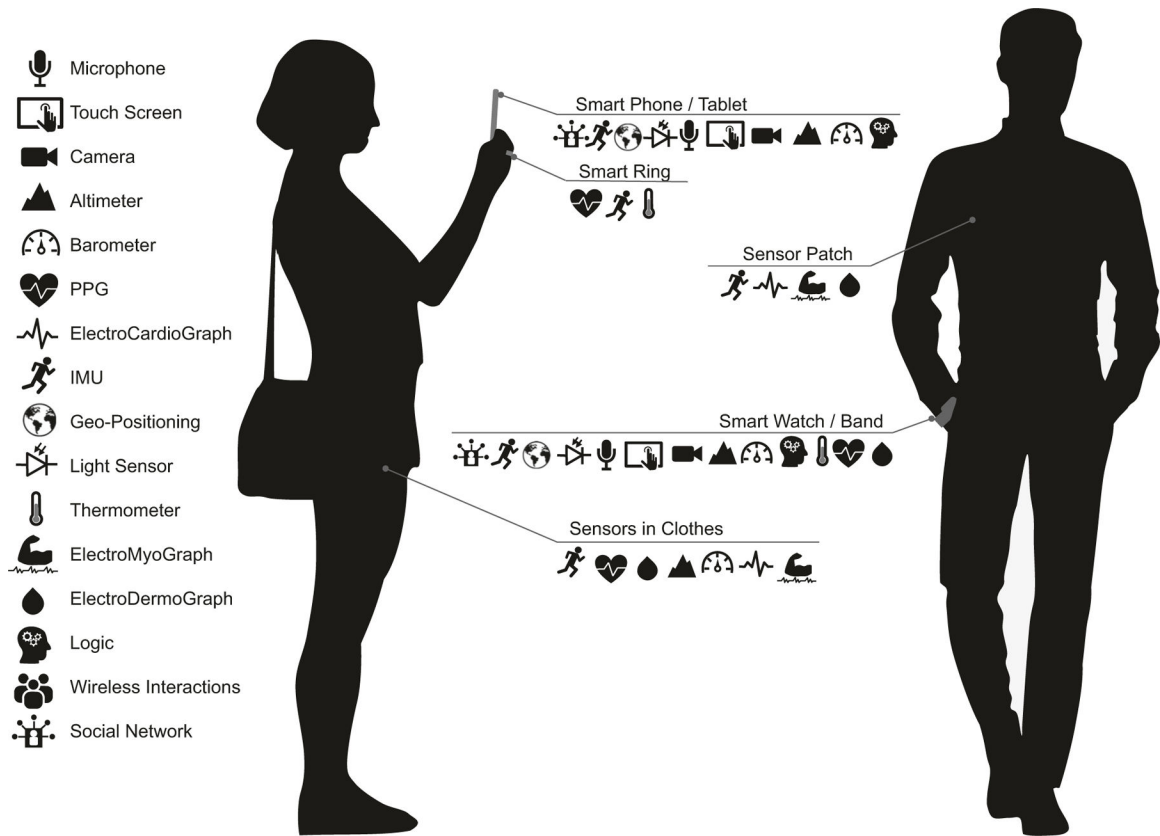 Microphone
Touch Screen
Camera
Altimeter
Barometer
PPG
ElectroCardioGraph
IMU
Geo-Positioning
Light Sensor
Thermometer
ElectroMyoGraph
ElectroDermoGraph
Logic
Wireless Interactions
Social Network
Smart Phone / Tablet
Smart Ring
Sensor Patch
Smart Watch / Band
Sensors in Clothes